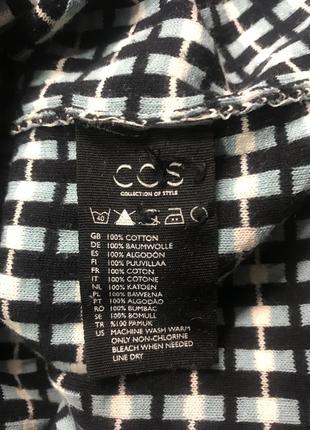 COS
COLLECTION OF STYLE
40
GB 100% COTTON
DE 100% BAUMWOLLE
ES 100% ALGODÓN
FI 100% PUUVILLAA
FR 100% COTON
IT 100% COTONE
NL 100% KATOEN
PL 100% BAWEŁNA
PT 100% ALGODÃO
RO 100% BUMBAC
SE 100% BOMULL
TR %100 PAMUK
US MACHINE WASH WARM
ONLY NON-CHLORINE
BLEACH WHEN NEEDED
LINE DRY